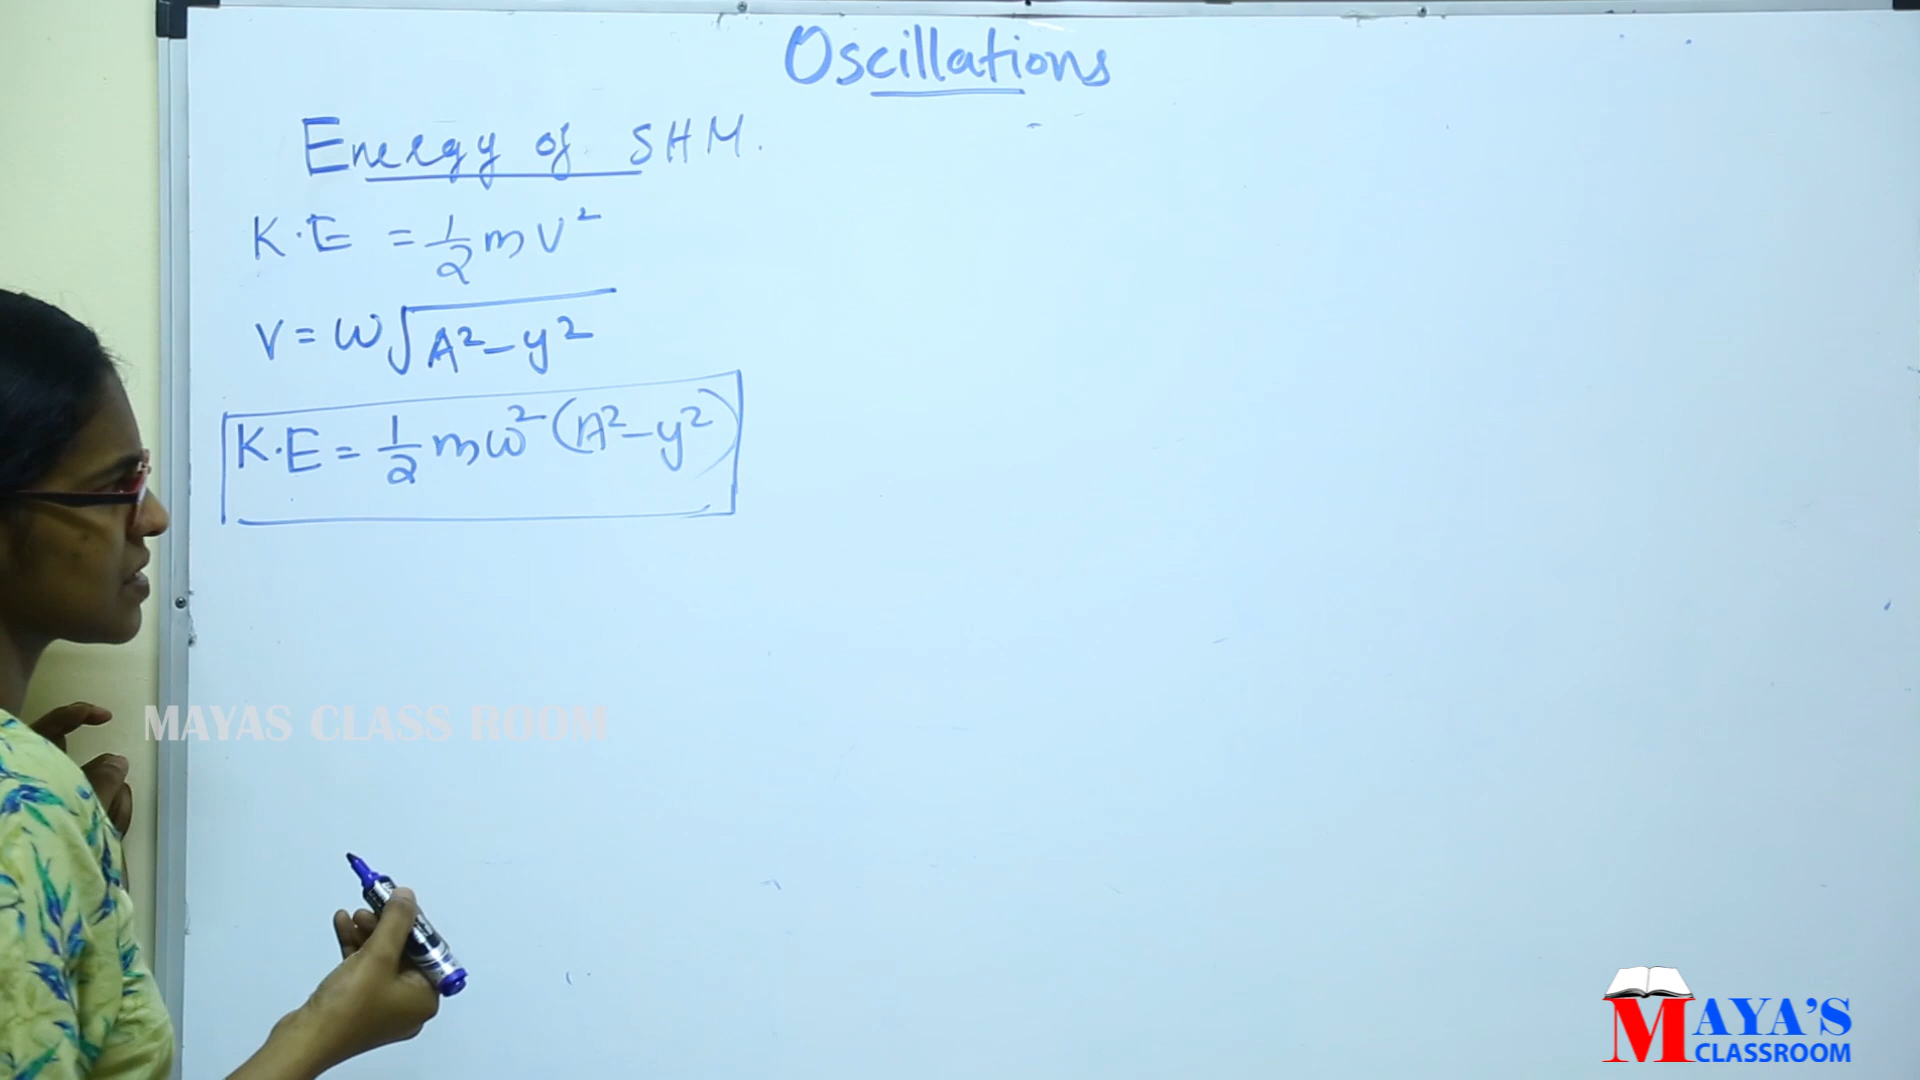 Oscillations
Energy of SHM.
K.E = 1/2 mv²
v = ω√(A²-y²)
K.E = 1/2 mω² (A²-y²)
MAYAS CLASS ROOM
MAYA'S
CLASSROOM